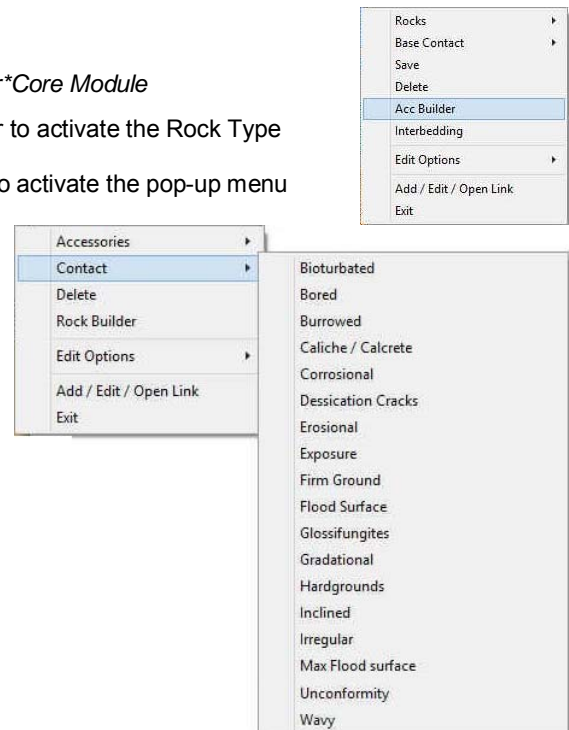 *Core Module
to activate the Rock Type
activate the pop-up menu
Rocks
Base Contact
Save
Delete
Acc Builder
Interbedding
Edit Options
Add / Edit / Open Link
Exit
Accessories
Contact
Delete
Rock Builder
Edit Options
Add / Edit / Open Link
Exit
Bioturbated
Bored
Burrowed
Caliche / Calcrete
Corrosional
Dessication Cracks
Erosional
Exposure
Firm Ground
Flood Surface
Glossifungites
Gradational
Hardgrounds
Inclined
Irregular
Max Flood surface
Unconformity
Wavy